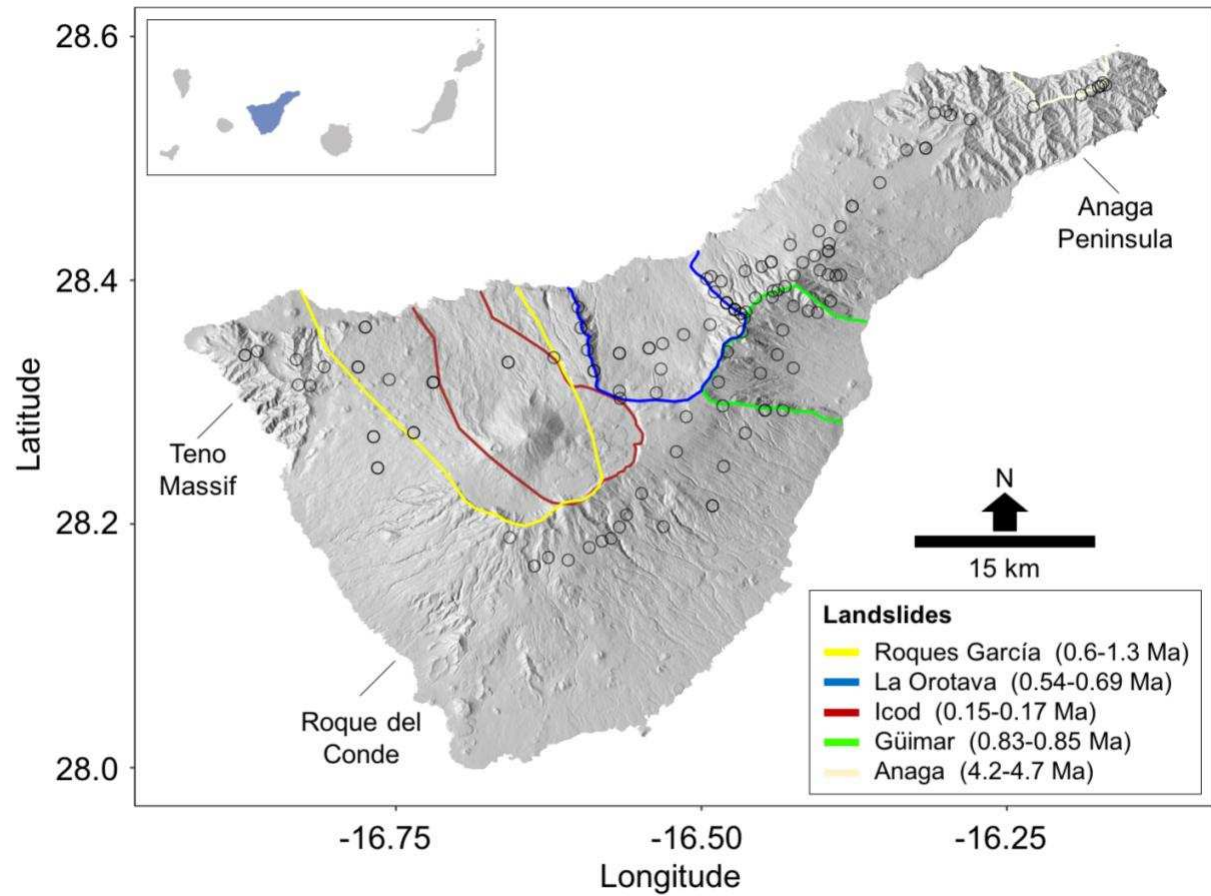 28.6
28.4
28.2
28.0
Latitude
-16.75
-16.50
-16.25
Longitude
Anaga
Peninsula
Teno
Massif
Roque del
Conde
N
15 km
Landslides
Roques García (0.6-1.3 Ma)
La Orotava (0.54-0.69 Ma)
Icod (0.15-0.17 Ma)
Güimar (0.83-0.85 Ma)
Anaga (4.2-4.7 Ma)